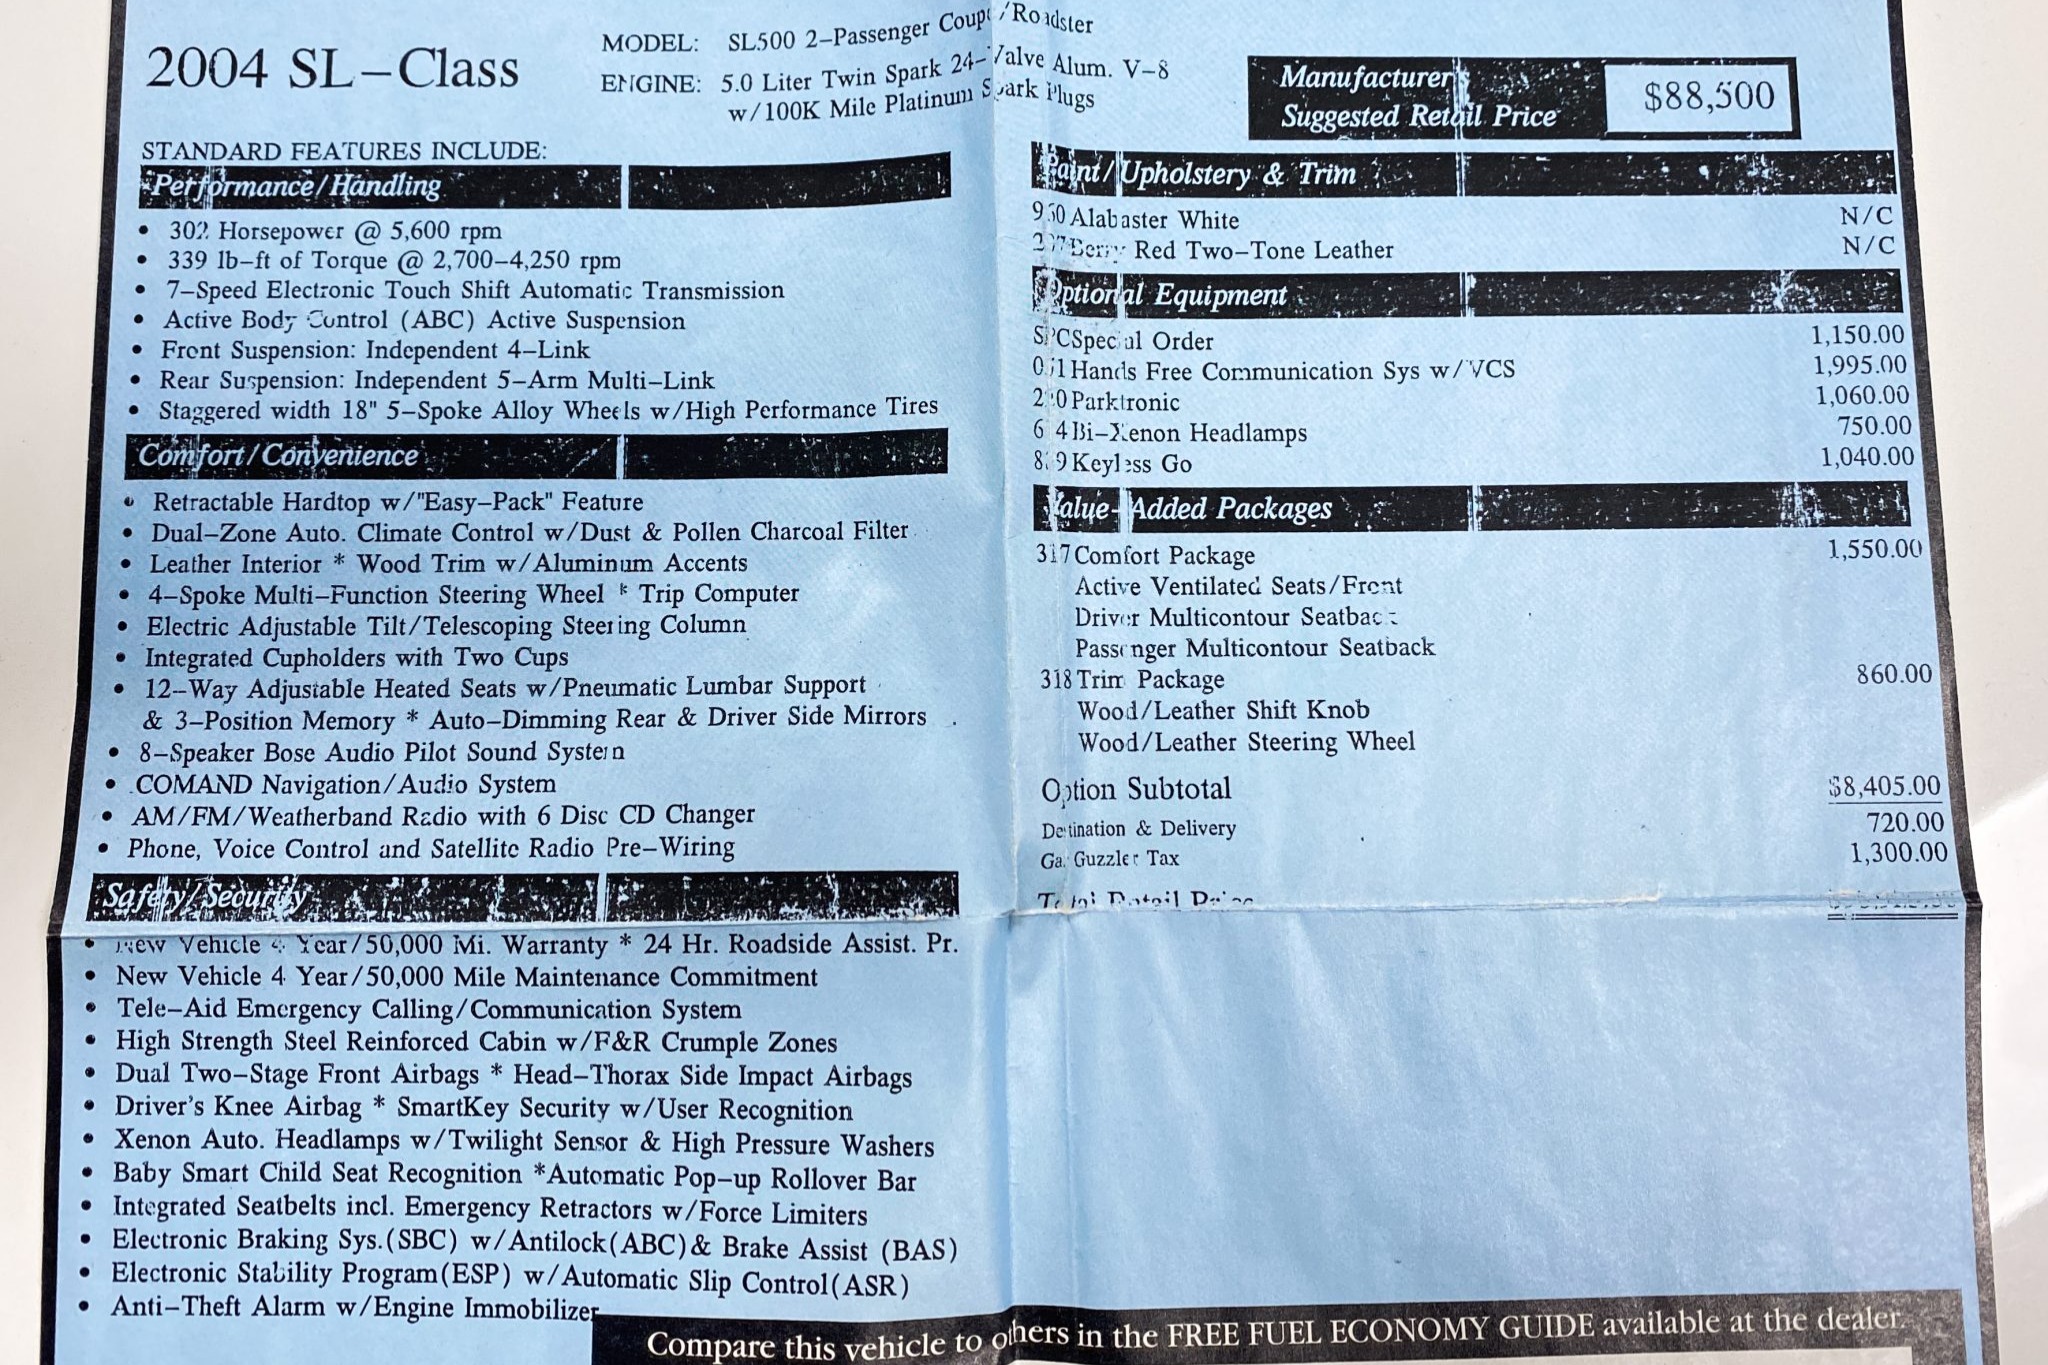 2004 SL-Class
MODEL: SL500 2-Passenger Coupe/Roadster
ENGINE: 5.0 Liter Twin Spark 24-Valve Alum. V-8
w/100K Mile Platinum Spark Plugs
Manufacturer's
Suggested Retail Price
$88,500
STANDARD FEATURES INCLUDE:
Performance/Handling
• 302 Horsepower @ 5,600 rpm
• 339 lb-ft of Torque @ 2,700-4,250 rpm
• 7-Speed Electronic Touch Shift Automatic Transmission
• Active Body Control (ABC) Active Suspension
• Front Suspension: Independent 4-Link
• Rear Suspension: Independent 5-Arm Multi-Link
• Staggered width 18" 5-Spoke Alloy Wheels w/High Performance Tires
Comfort/Convenience
• Retractable Hardtop w/"Easy-Pack" Feature
• Dual-Zone Auto. Climate Control w/Dust & Pollen Charcoal Filter
• Leather Interior * Wood Trim w/Aluminum Accents
• 4-Spoke Multi-Function Steering Wheel * Trip Computer
• Electric Adjustable Tilt/Telescoping Steering Column
• Integrated Cupholders with Two Cups
• 12-Way Adjustable Heated Seats w/Pneumatic Lumbar Support
& 3-Position Memory * Auto-Dimming Rear & Driver Side Mirrors
• 8-Speaker Bose Audio Pilot Sound System
• COMAND Navigation/Audio System
• AM/FM/Weatherband Radio with 6 Disc CD Changer
• Phone, Voice Control and Satellite Radio Pre-Wiring
Safety/Security
• New Vehicle 4 Year/50,000 Mi. Warranty * 24 Hr. Roadside Assist. Pr.
• New Vehicle 4 Year/50,000 Mile Maintenance Commitment
• Tele-Aid Emergency Calling/Communication System
• High Strength Steel Reinforced Cabin w/F&R Crumple Zones
• Dual Two-Stage Front Airbags * Head-Thorax Side Impact Airbags
• Driver's Knee Airbag * SmartKey Security w/User Recognition
• Xenon Auto. Headlamps w/Twilight Sensor & High Pressure Washers
• Baby Smart Child Seat Recognition *Automatic Pop-up Rollover Bar
• Integrated Seatbelts incl. Emergency Retractors w/Force Limiters
• Electronic Braking Sys.(SBC) w/Antilock(ABC)& Brake Assist (BAS)
• Electronic Stability Program(ESP) w/Automatic Slip Control(ASR)
• Anti-Theft Alarm w/Engine Immobilizer
Paint/Upholstery & Trim
Alabaster White N/C
Berry Red Two-Tone Leather N/C
Optional Equipment
SPC Special Order 1,150.00
Hands Free Communication Sys w/VCS 1,995.00
Parktronic 1,060.00
Bi-Xenon Headlamps 750.00
Keyless Go 1,040.00
Value-Added Packages
317 Comfort Package 1,550.00
Active Ventilated Seats/Front
Driver Multicontour Seatback
Passenger Multicontour Seatback
318 Trim Package 860.00
Wood/Leather Shift Knob
Wood/Leather Steering Wheel
Option Subtotal $8,405.00
Destination & Delivery 720.00
Gas Guzzler Tax 1,300.00
Total Retail Price
Compare this vehicle to others in the FREE FUEL ECONOMY GUIDE available at the dealer.